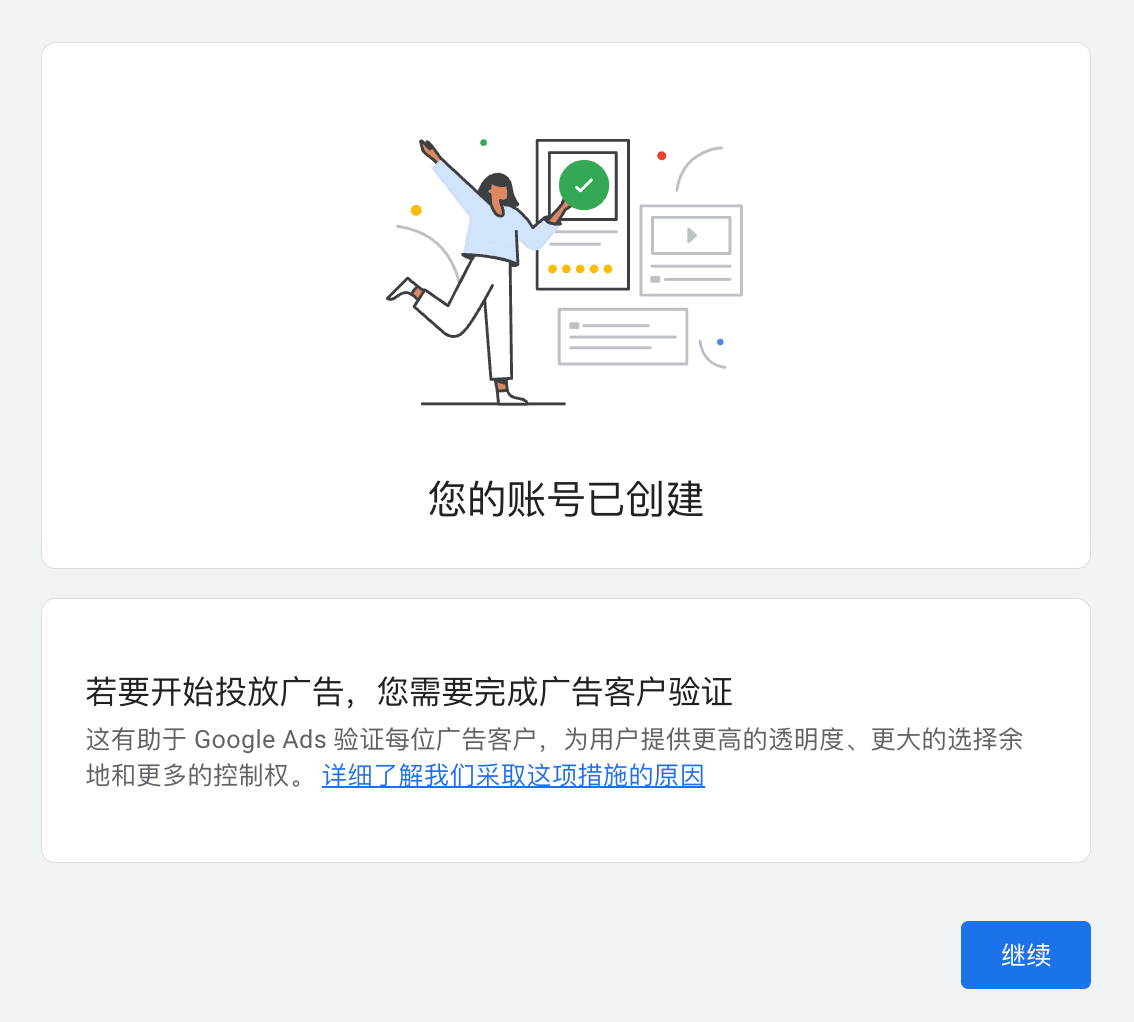 您的账号已创建
若要开始投放广告，您需要完成广告客户验证
这有助于 Google Ads 验证每位广告客户，为用户提供更高的透明度、更大的选择余
地和更多的控制权。 详细了解我们采取这项措施的原因
继续